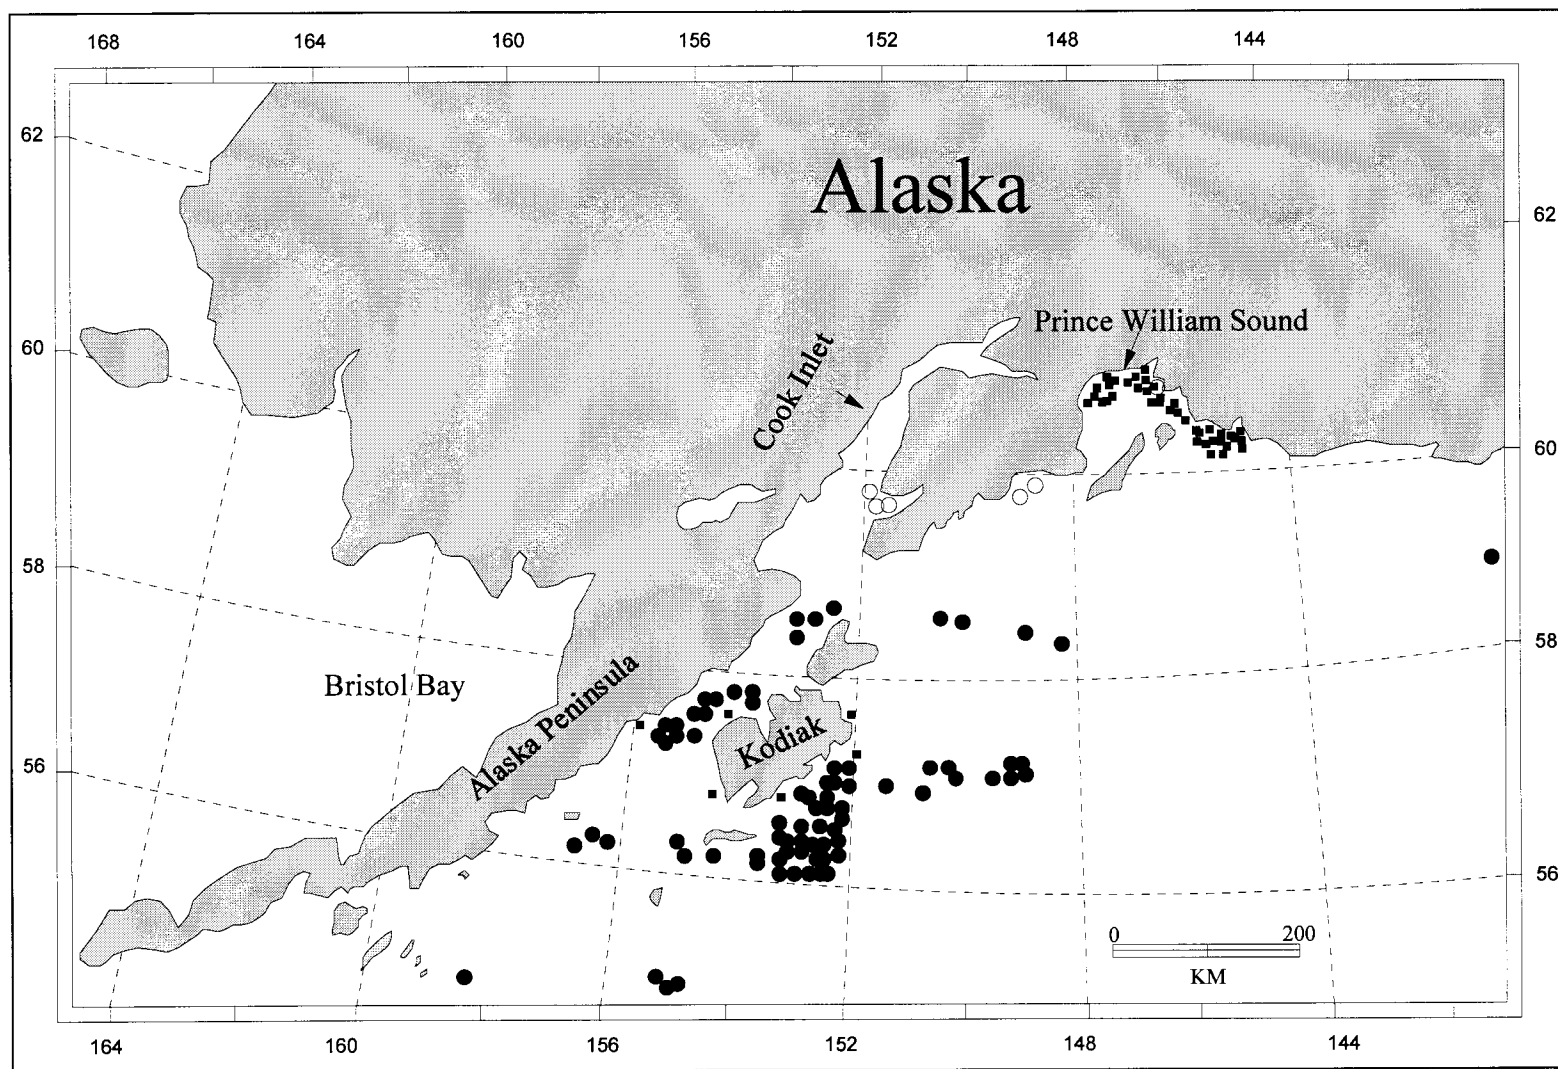 168 164 160 156 152 148 144
62
Alaska
62
Prince William Sound
60
Cook Inlet
60
58
58
Bristol Bay
Alaska Peninsula
Kodiak
56
56
0 200
KM
164 160 156 152 148 144